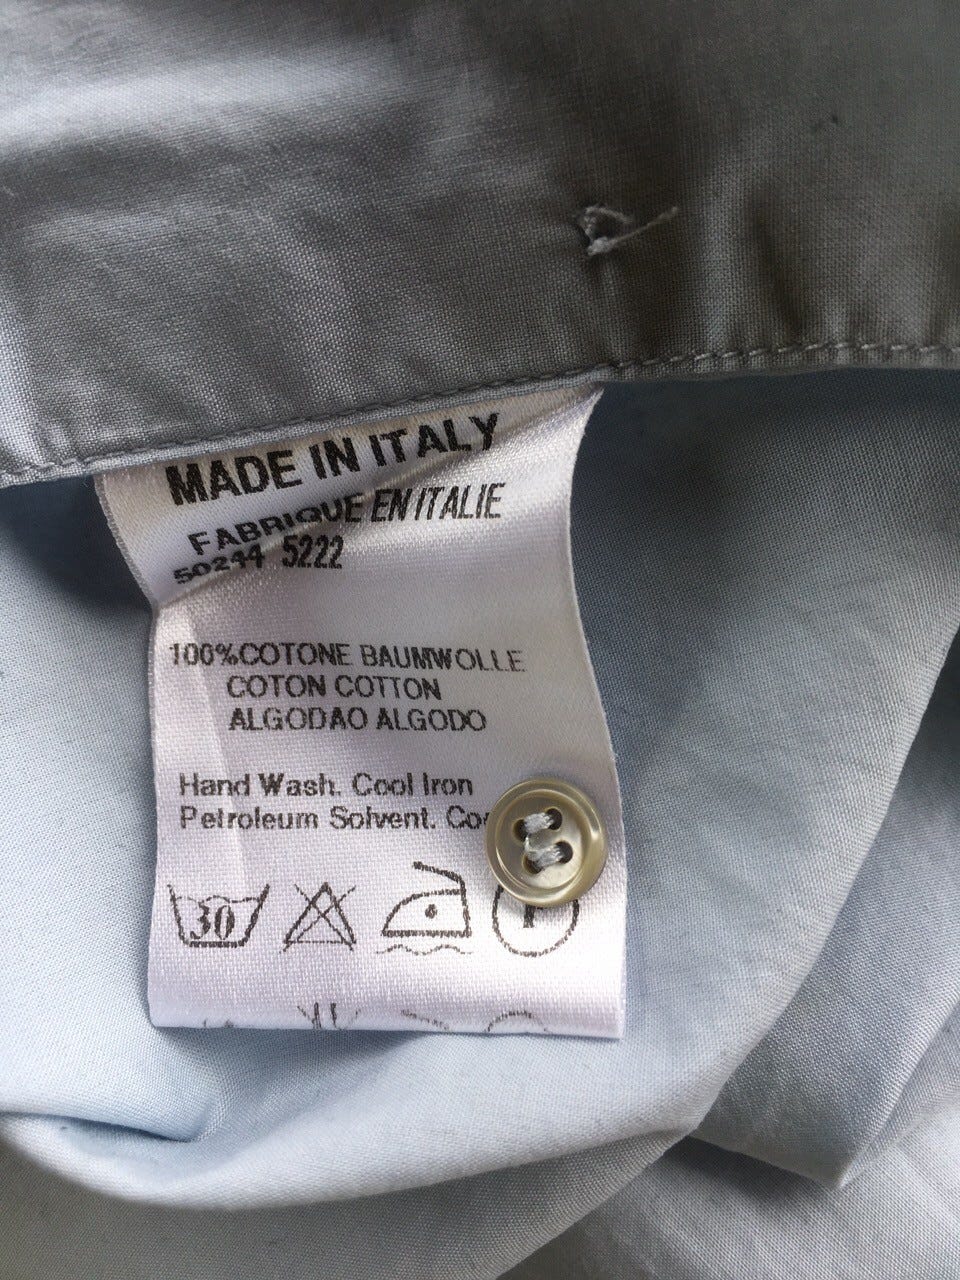 MADE IN ITALY
FABRIQUE EN ITALIE
50244 5222
100%COTONE BAUMWOLLE
COTON COTTON
ALGODAO ALGODO
Hand Wash. Cool Iron
Petroleum Solvent.
30